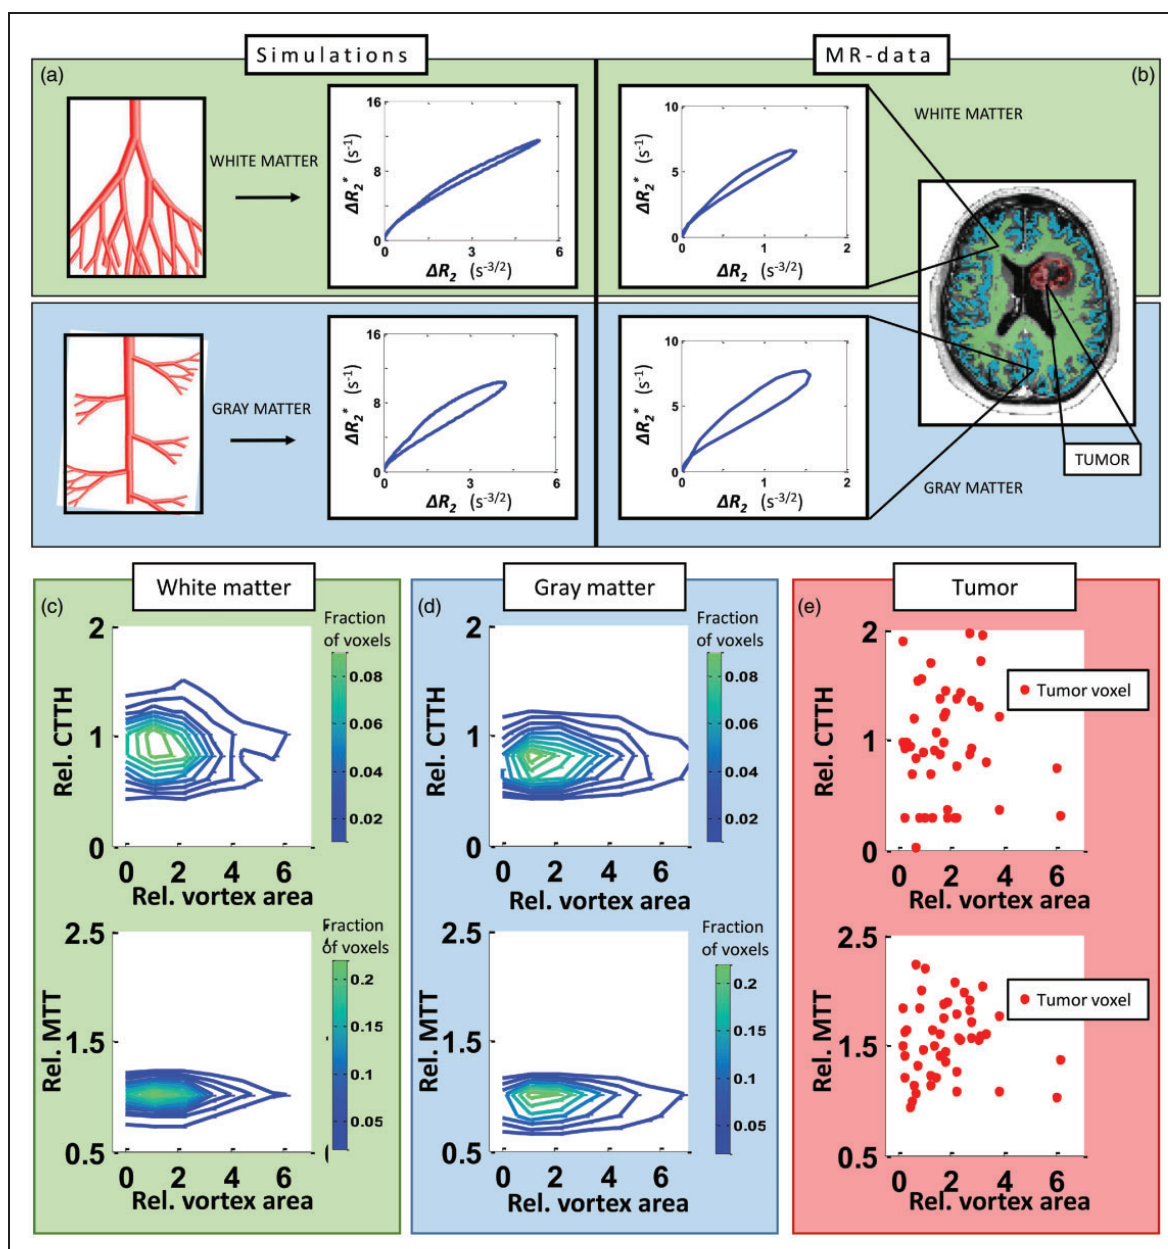 Simulations
MR-data
(a)
(b)
WHITE MATTER
16
8
0
0 3 6
ΔR2* (s-1)
ΔR2 (s-3/2)
10
5
0
0 1 2
ΔR2* (s-1)
ΔR2 (s-3/2)
WHITE MATTER
GRAY MATTER
16
8
0
0 3 6
ΔR2* (s-1)
ΔR2 (s-3/2)
10
5
0
0 1 2
ΔR2* (s-1)
ΔR2 (s-3/2)
TUMOR
GRAY MATTER
(c)
White matter
Fraction
of voxels
2
1
0
Rel. CTTH
0.08
0.06
0.04
0.02
0 2 4 6
Rel. vortex area
Fraction
of voxels
2.5
1.5
0.5
Rel. MTT
0.2
0.15
0.1
0.05
0 2 4 6
Rel. vortex area
(d)
Gray matter
Fraction
of voxels
2
1
0
Rel. CTTH
0.08
0.06
0.04
0.02
0 2 4 6
Rel. vortex area
Fraction
of voxels
2.5
1.5
0.5
Rel. MTT
0.2
0.15
0.1
0.05
0 2 4 6
Rel. vortex area
(e)
Tumor
2
1
0
Rel. CTTH
Tumor voxel
0 2 4 6
Rel. vortex area
2.5
1.5
0.5
Rel. MTT
Tumor voxel
0 2 4 6
Rel. vortex area